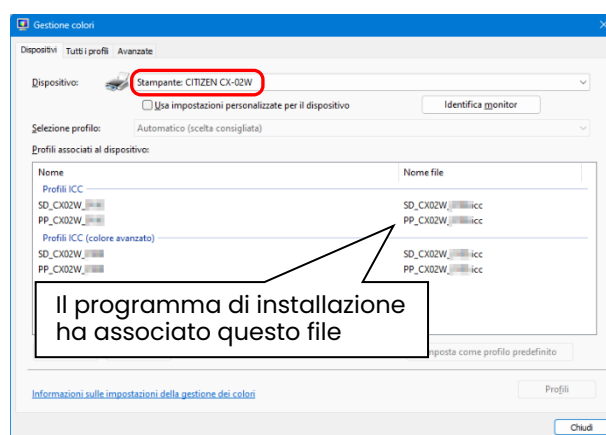 Gestione colori
Dispositivi Tutti i profili Avanzate
Dispositivo: Stampante: CITIZEN CX-02W
Usa impostazioni personalizzate per il dispositivo Identifica monitor
Selezione profilo: Automatico (scelta consigliata)
Profili associati al dispositivo:
Nome Nome file
Profili ICC
SD_CX02W_ SD_CX02W_ icc
PP_CX02W_ PP_CX02W_ icc
Profili ICC (colore avanzato)
SD_CX02W_ SD_CX02W_ icc
PP_CX02W_ PP_CX02W_ icc
Il programma di installazione
ha associato questo file
mposta come profilo predefinito
Informazioni sulle impostazioni della gestione dei colori Profili
Chiudi